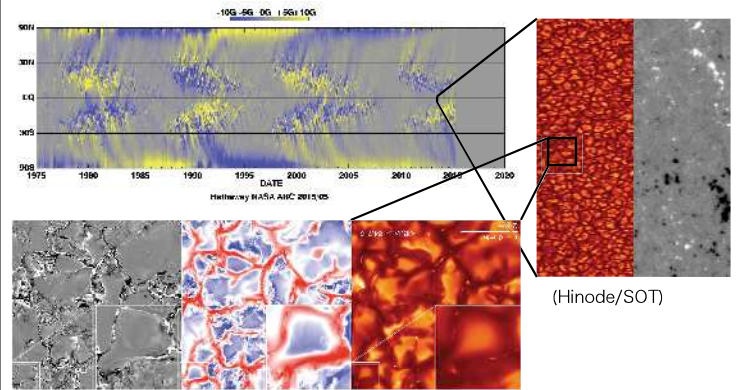 -10G -5G 0G +5G +10G
90N
30N
EQ
30S
90S
1975 1980 1985 1990 1995 2000 2005 2010 2015 2020
DATE
Hathaway NASA ARC 2015/05
(Hinode/SOT)